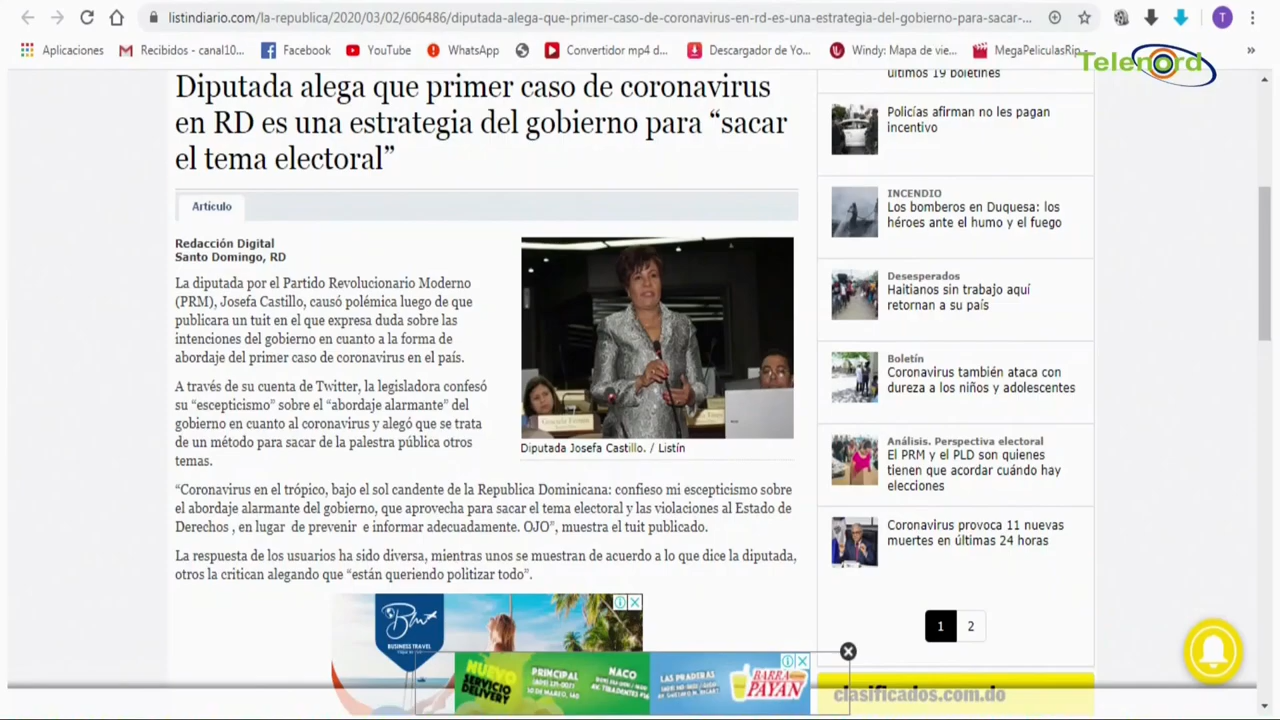 listindiario.com/la-republica/2020/03/02/606486/diputada-alega-que-primer-caso-de-coronavirus-en-rd-es-una-estrategia-del-gobierno-para-sacar-...
T
Aplicaciones
Recibidos - canal10...
Facebook
YouTube
WhatsApp
Convertidor mp4 d...
Descargador de Yo...
Windy: Mapa de vie...
MegaPeliculasRip
»
Telenord
Diputada alega que primer caso de coronavirus
en RD es una estrategia del gobierno para “sacar
el tema electoral”
Artículo
Redacción Digital
Santo Domingo, RD
La diputada por el Partido Revolucionario Moderno
(PRM), Josefa Castillo, causó polémica luego de que
publicara un tuit en el que expresa duda sobre las
intenciones del gobierno en cuanto a la forma de
abordaje del primer caso de coronavirus en el país.
A través de su cuenta de Twitter, la legisladora confesó
su “escepticismo” sobre el “abordaje alarmante” del
gobierno en cuanto al coronavirus y alegó que se trata
de un método para sacar de la palestra pública otros
temas.
Diputada Josefa Castillo. / Listín
“Coronavirus en el trópico, bajo el sol candente de la Republica Dominicana: confieso mi escepticismo sobre
el abordaje alarmante del gobierno, que aprovecha para sacar el tema electoral y las violaciones al Estado de
Derechos , en lugar de prevenir e informar adecuadamente. OJO”, muestra el tuit publicado.
La respuesta de los usuarios ha sido diversa, mientras unos se muestran de acuerdo a lo que dice la diputada,
otros la critican alegando que “están queriendo politizar todo”.
últimos 19 boletines
Policías afirman no les pagan
incentivo
INCENDIO
Los bomberos en Duquesa: los
héroes ante el humo y el fuego
Desesperados
Haitianos sin trabajo aquí
retornan a su país
Boletín
Coronavirus también ataca con
dureza a los niños y adolescentes
Análisis. Perspectiva electoral
El PRM y el PLD son quienes
tienen que acordar cuándo hay
elecciones
Coronavirus provoca 11 nuevas
muertes en últimas 24 horas
1 2
BUSINESS TRAVEL
NUEVO
SERVICIO
DELIVERY
PRINCIPAL
NACO
LAS PRADERAS
BARRA
PAYAN
clasificados.com.do